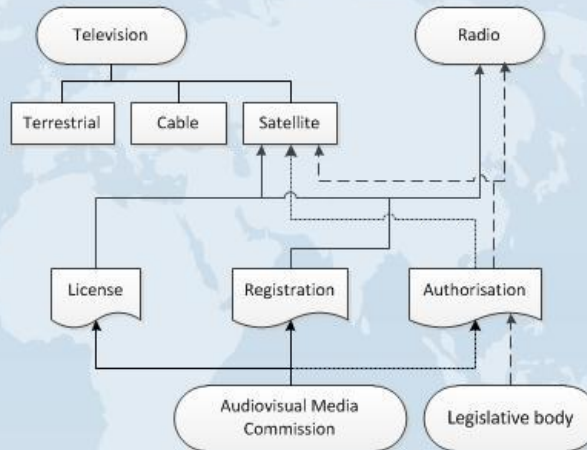 Television
Radio
Terrestrial
Cable
Satellite
License
Registration
Authorisation
Audiovisual Media
Commission
Legislative body